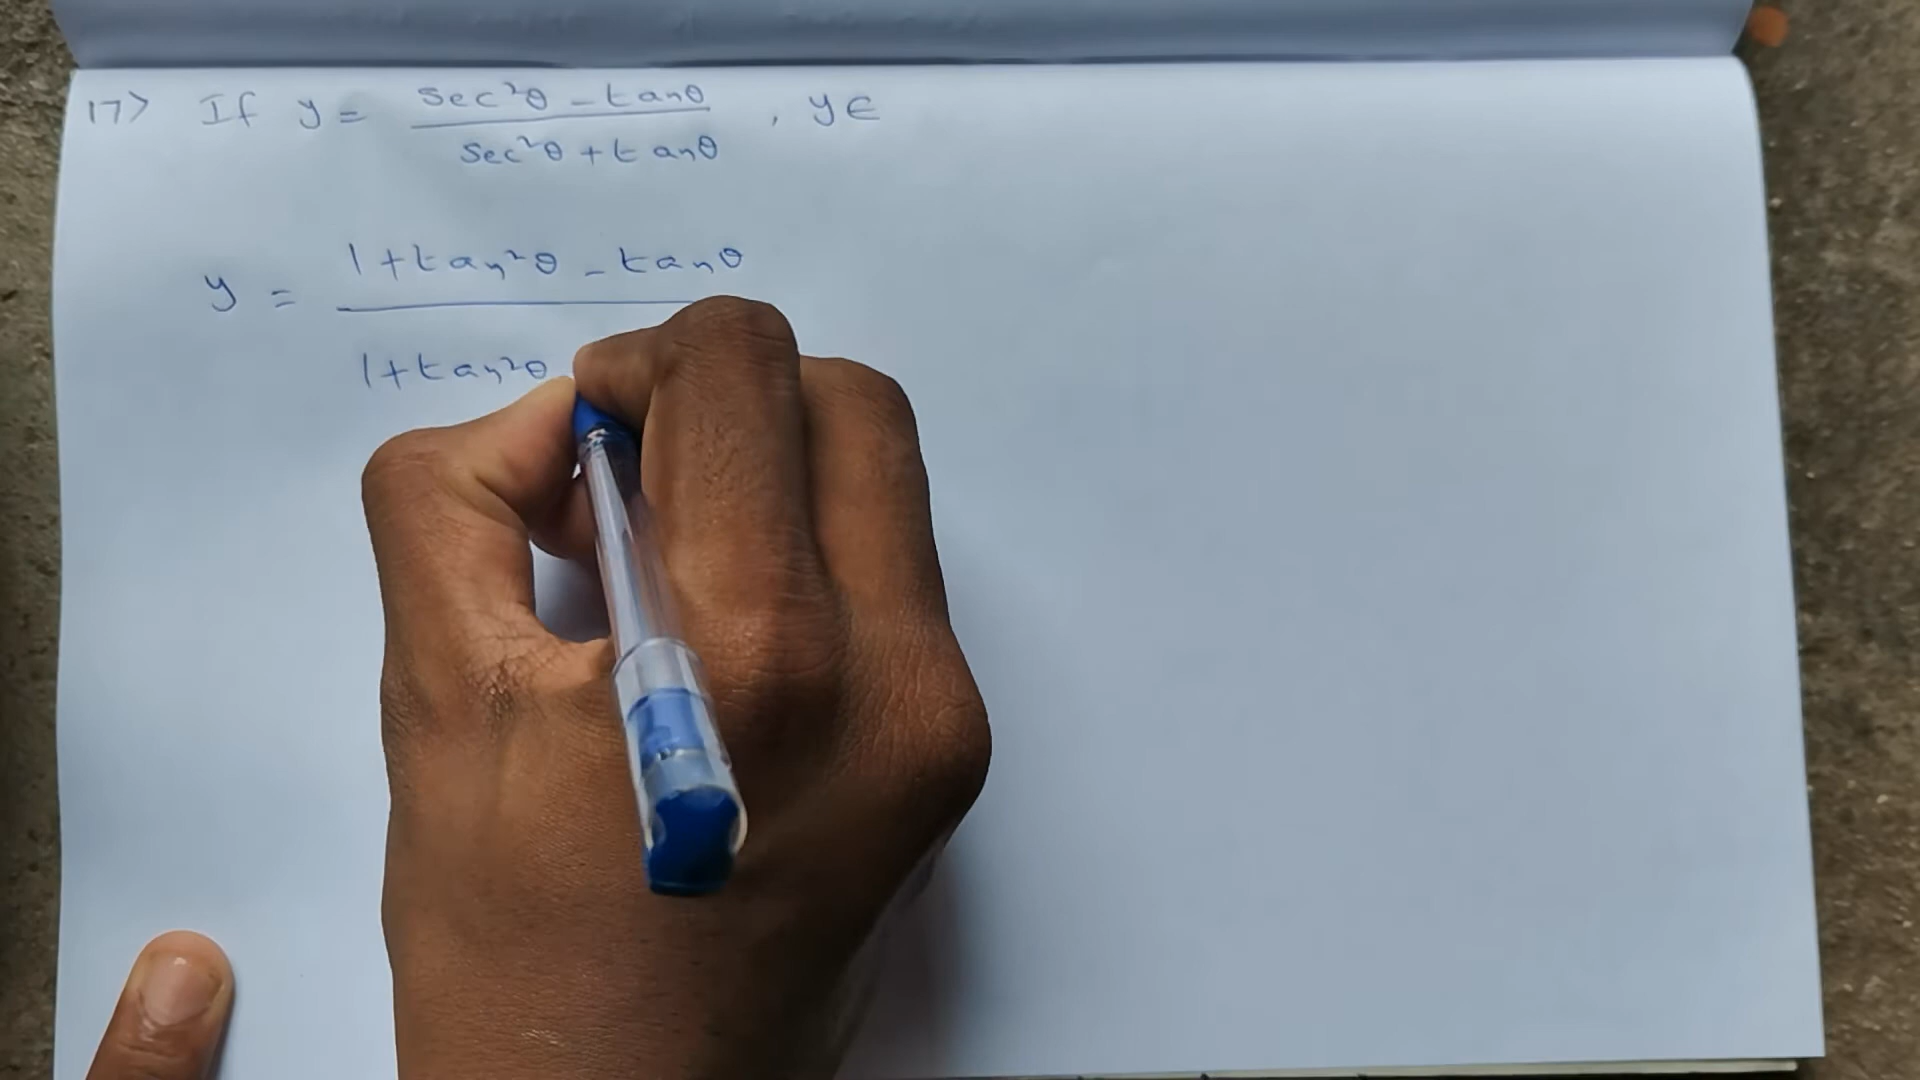 17> If y = sec²θ - tanθ / sec²θ + tanθ , y ∈
y = 1 + tan²θ - tanθ / 1 + tan²θ